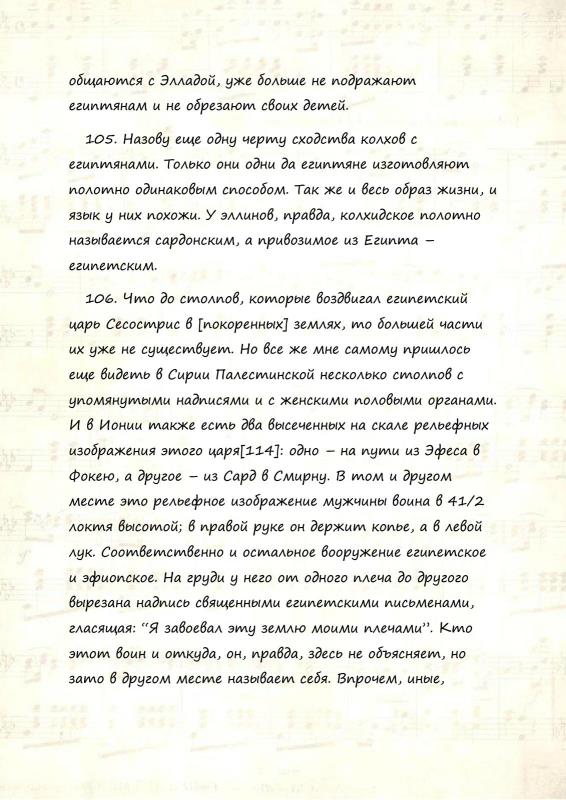 общаются с Элладой, уже больше не подражают
египтянам и не обрезают своих детей.
105. Назову еще одну черту сходства колхов с
египтянами. Только они одни да египтяне изготовляют
полотно одинаковым способом. Так же и весь образ жизни, и
язык у них похожи. У эллинов, правда, колхидское полотно
называется сардонским, а привозимое из Египта –
египетским.
106. Что до столпов, которые воздвигал египетский
царь Сесострис в [покоренных] землях, то большей части
их уже не существует. Но все же мне самому пришлось
еще видеть в Сирии Палестинской несколько столпов с
упомянутыми надписями и с женскими половыми органами.
И в Ионии также есть два высеченных на скале рельефных
изображения этого царя[114]: одно – на пути из Эфеса в
Фокею, а другое – из Сард в Смирну. В том и другом
месте это рельефное изображение мужчины воина в 41/2
локтя высотой; в правой руке он держит копье, а в левой
лук. Соответственно и остальное вооружение египетское
и эфиопское. На груди у него от одного плеча до другого
вырезана надпись священными египетскими письменами,
гласящая: “Я завоевал эту землю моими плечами”. Кто
этот воин и откуда, он, правда, здесь не объясняет, но
зато в другом месте называет себя. Впрочем, иные,